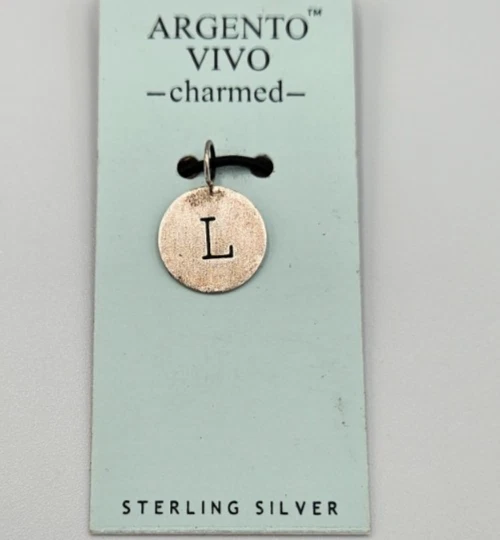 ARGENTO™
VIVO
–charmed–
L
STERLING SILVER